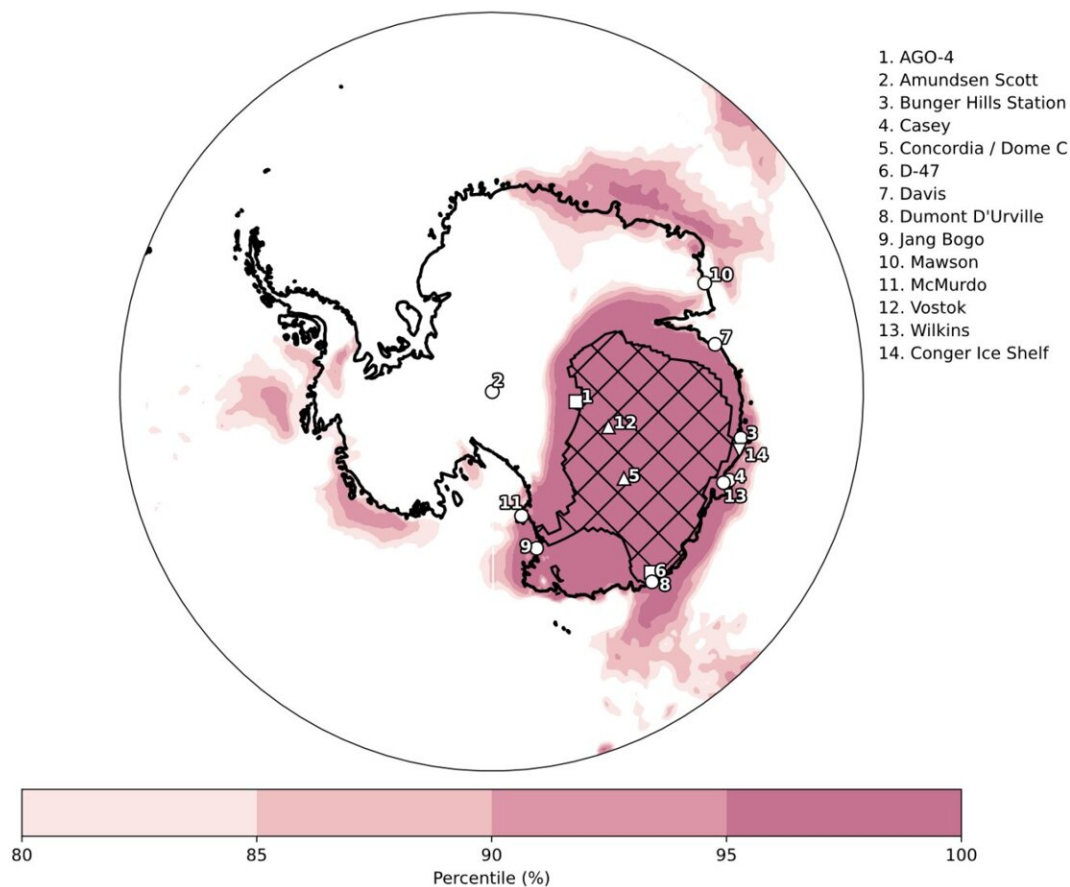 1. AGO-4
2. Amundsen Scott
3. Bunger Hills Station
4. Casey
5. Concordia / Dome C
6. D-47
7. Davis
8. Dumont D'Urville
9. Jang Bogo
10. Mawson
11. McMurdo
12. Vostok
13. Wilkins
14. Conger Ice Shelf
10
7
2
1
12
3
14
5
4
13
11
9
6
8
80 85 90 95 100
Percentile (%)